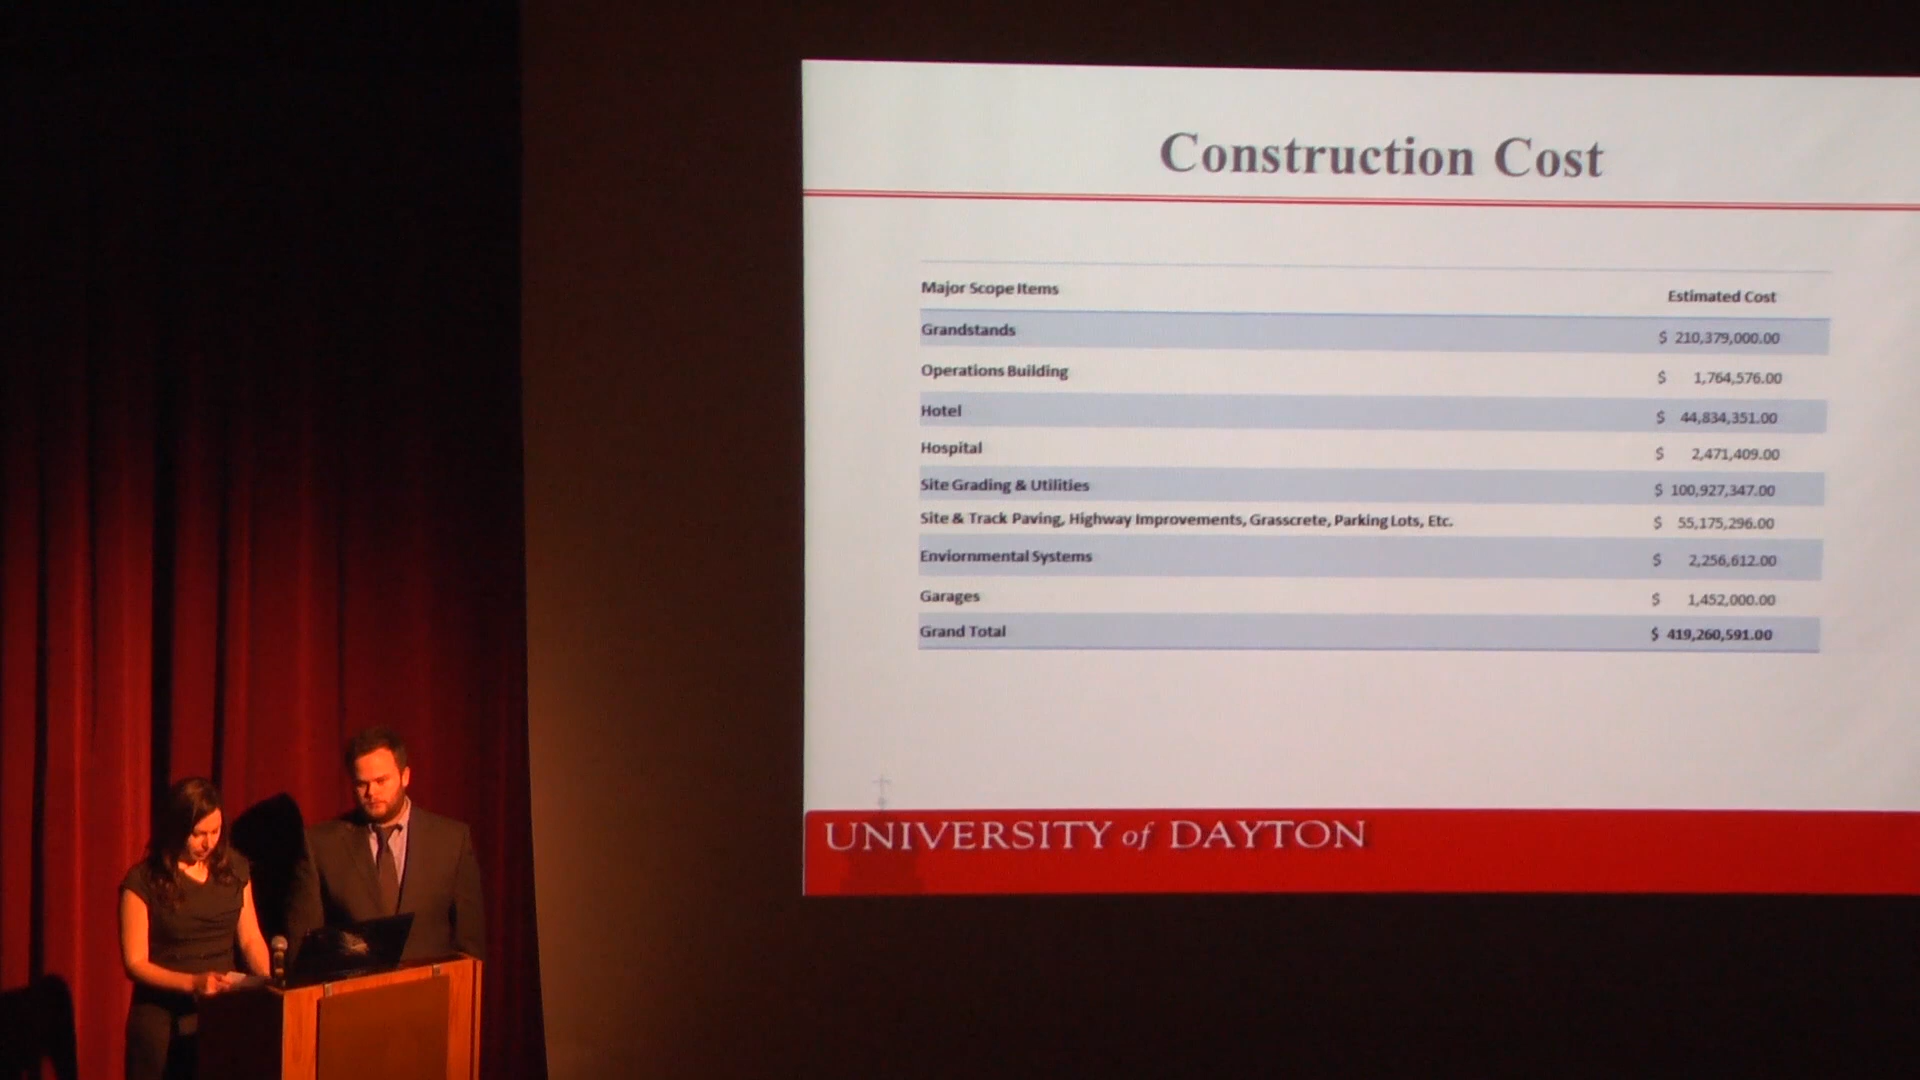 Construction Cost
Major Scope Items Estimated Cost
Grandstands $ 210,379,000.00
Operations Building $ 1,764,576.00
Hotel $ 44,834,351.00
Hospital $ 2,471,409.00
Site Grading & Utilities $ 100,927,347.00
Site & Track Paving, Highway Improvements, Grasscrete, Parking Lots, Etc. $ 55,175,296.00
Enviornmental Systems $ 2,256,612.00
Garages $ 1,452,000.00
Grand Total $ 419,260,591.00
UNIVERSITY of DAYTON